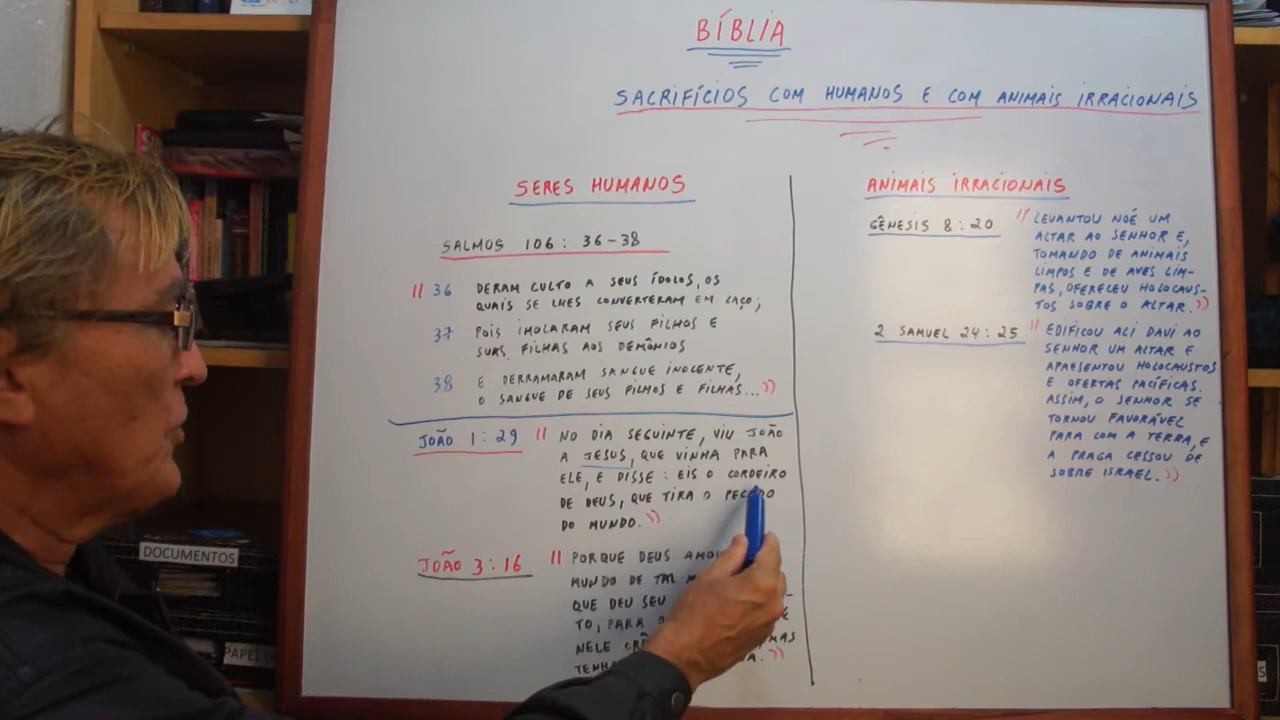 BÍBLIA
SACRIFÍCIOS COM HUMANOS E COM ANIMAIS IRRACIONAIS
SERES HUMANOS
SALMOS 106: 36-38
" 36 DERAM CULTO A SEUS ÍDOLOS, OS
QUAIS SE LHES CONVERTERAM EM LAÇO;
37 POIS IMOLARAM SEUS FILHOS E
SUAS FILHAS AOS DEMÔNIOS
38 E DERRAMARAM SANGUE INOCENTE,
O SANGUE DE SEUS FILHOS E FILHAS..."
JOÃO 1:29 " NO DIA SEGUINTE, VIU JOÃO
A JESUS, QUE VINHA PARA
ELE, E DISSE: EIS O CORDEIRO
DE DEUS, QUE TIRA O PECADO
DO MUNDO."
JOÃO 3:16 " PORQUE DEUS
MUNDO DE TAL
QUE DEU SEU
TO, PARA
NELE MAS
ANIMAIS IRRACIONAIS
GÊNESIS 8:20 " LEVANTOU NOÉ UM
ALTAR AO SENHOR E,
TOMANDO DE ANIMAIS
LIMPOS E DE AVES LIM-
PAS, OFERECEU HOLOCAUS-
TOS SOBRE O ALTAR."
2 SAMUEL 24:25 " EDIFICOU ALI DAVI AO
SENHOR UM ALTAR E
APRESENTOU HOLOCAUSTOS
E OFERTAS PACÍFICAS.
ASSIM, O SENHOR SE
TORNOU FAVORÁVEL
PARA COM A TERRA, E
A PRAGA CESSOU DE
SOBRE ISRAEL."
DOCUMENTOS